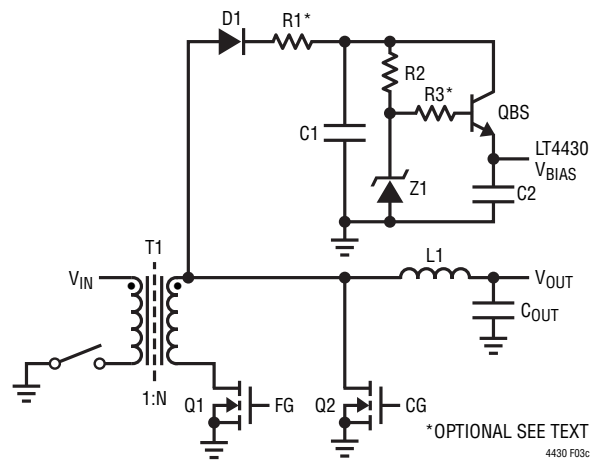 D1
R1*
R2
R3*
QBS
C1
LT4430
VBIAS
Z1
C2
T1
L1
VIN
VOUT
COUT
1:N
Q1
FG
Q2
CG
*OPTIONAL SEE TEXT
4430 F03c